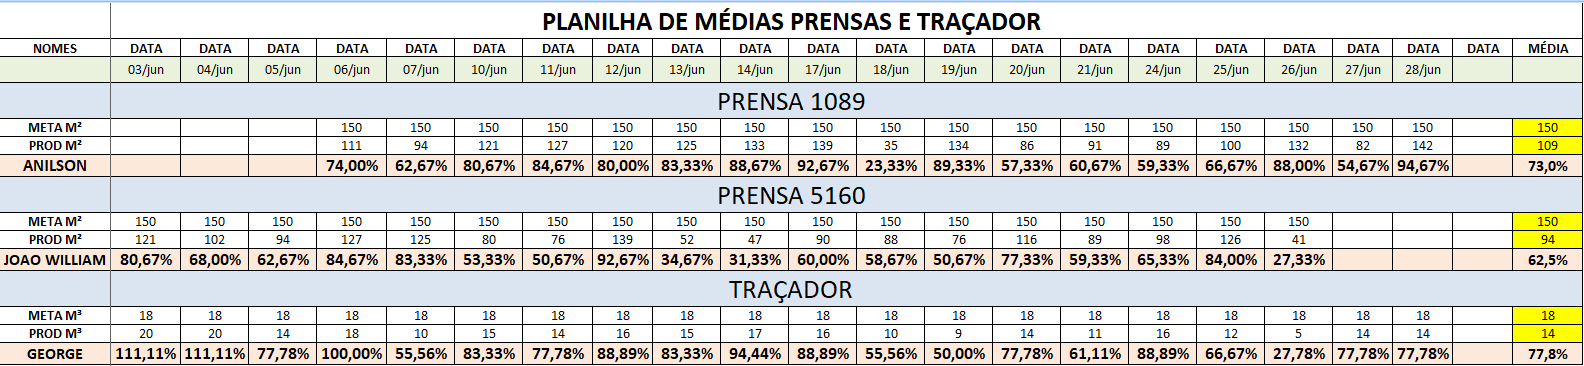 PLANILHA DE MÉDIAS PRENSAS E TRAÇADOR
NOMES DATA DATA DATA DATA DATA DATA DATA DATA DATA DATA DATA DATA DATA DATA DATA DATA DATA DATA DATA DATA DATA MÉDIA
03/jun 04/jun 05/jun 06/jun 07/jun 10/jun 11/jun 12/jun 13/jun 14/jun 17/jun 18/jun 19/jun 20/jun 21/jun 24/jun 25/jun 26/jun 27/jun 28/jun
PRENSA 1089
META M² 150 150 150 150 150 150 150 150 150 150 150 150 150 150 150 150 150 150
PROD M² 111 94 121 127 120 125 133 139 35 134 86 91 89 100 132 82 142 109
ANILSON 74,00% 62,67% 80,67% 84,67% 80,00% 83,33% 88,67% 92,67% 23,33% 89,33% 57,33% 60,67% 59,33% 66,67% 88,00% 54,67% 94,67% 73,0%
PRENSA 5160
META M² 150 150 150 150 150 150 150 150 150 150 150 150 150 150 150 150 150 150 150
PROD M² 121 102 94 127 125 80 76 139 52 47 90 88 76 116 89 98 126 41 94
JOAO WILLIAM 80,67% 68,00% 62,67% 84,67% 83,33% 53,33% 50,67% 92,67% 34,67% 31,33% 60,00% 58,67% 50,67% 77,33% 59,33% 65,33% 84,00% 27,33% 62,5%
TRAÇADOR
META M³ 18 18 18 18 18 18 18 18 18 18 18 18 18 18 18 18 18 18 18 18 18
PROD M³ 20 20 14 18 10 15 14 16 15 17 16 10 9 14 11 16 12 5 14 14 14
GEORGE 111,11% 111,11% 77,78% 100,00% 55,56% 83,33% 77,78% 88,89% 83,33% 94,44% 88,89% 55,56% 50,00% 77,78% 61,11% 88,89% 66,67% 27,78% 77,78% 77,78% 77,8%